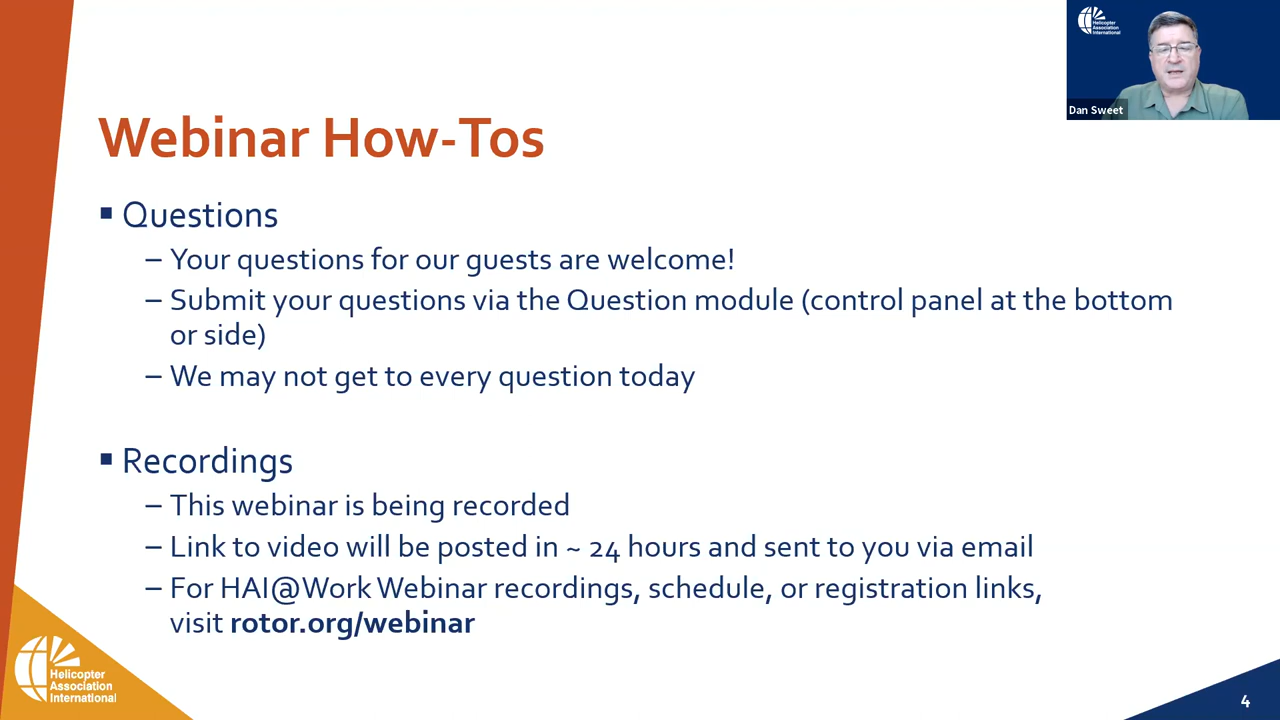 Helicopter
Association
International
Dan Sweet
Webinar How-Tos
Questions
– Your questions for our guests are welcome!
– Submit your questions via the Question module (control panel at the bottom
or side)
– We may not get to every question today
Recordings
– This webinar is being recorded
– Link to video will be posted in ~ 24 hours and sent to you via email
– For HAI@Work Webinar recordings, schedule, or registration links,
visit rotor.org/webinar
Helicopter
Association
International
4